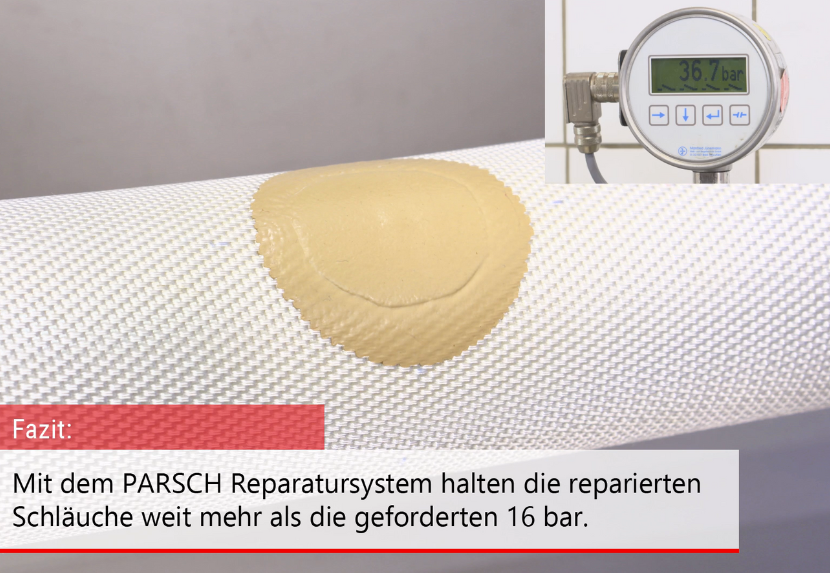 36.7 bar
Fazit:
Mit dem PARSCH Reparatursystem halten die reparierten
Schläuche weit mehr als die geforderten 16 bar.